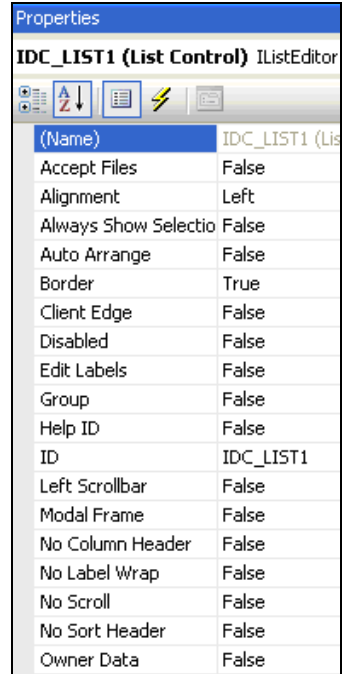 Properties
IDC_LIST1 (List Control) IListEditor
(Name) IDC_LIST1 (Lis
Accept Files False
Alignment Left
Always Show Selectio False
Auto Arrange False
Border True
Client Edge False
Disabled False
Edit Labels False
Group False
Help ID False
ID IDC_LIST1
Left Scrollbar False
Modal Frame False
No Column Header False
No Label Wrap False
No Scroll False
No Sort Header False
Owner Data False